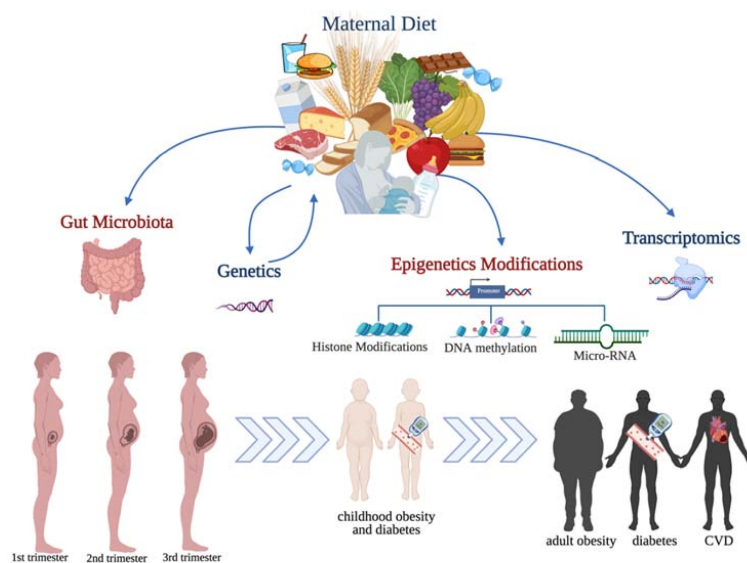 Maternal Diet
Gut Microbiota
Genetics
Epigenetics Modifications
Transcriptomics
Promoter
Histone Modifications
DNA methylation
Micro-RNA
childhood obesity
and diabetes
1st trimester
2nd trimester
3rd trimester
adult obesity
diabetes
CVD